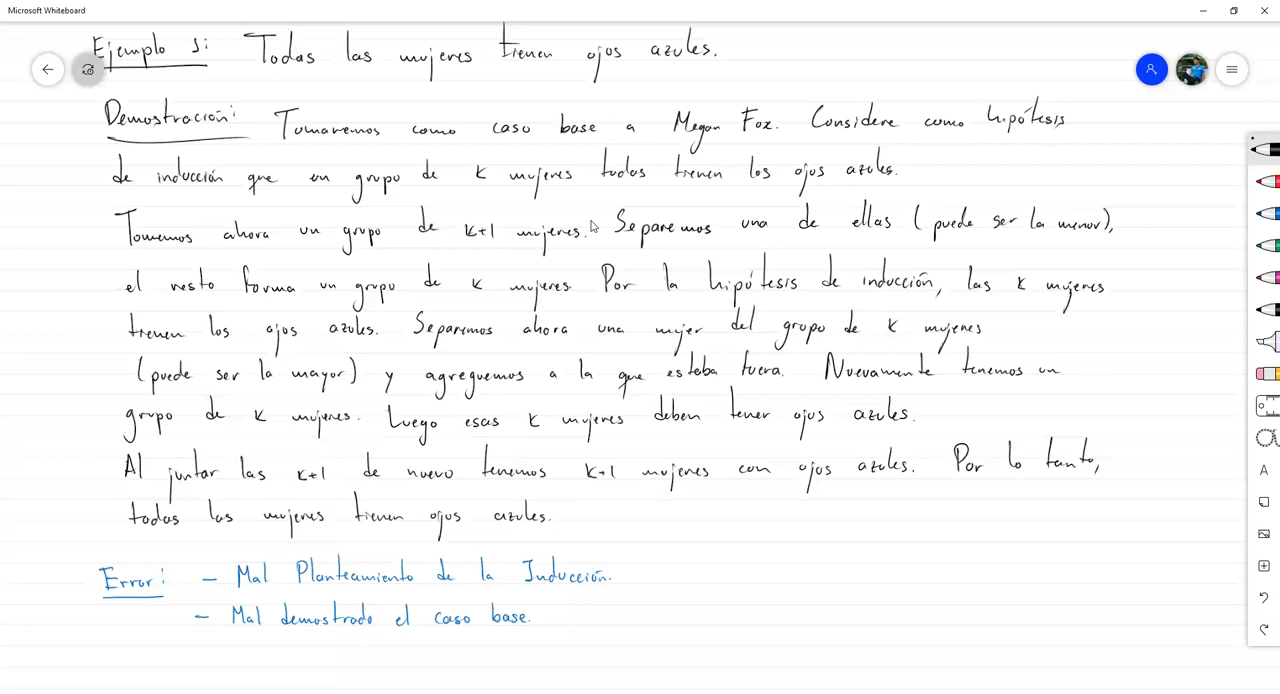 Microsoft Whiteboard
Ejemplo 1: Todas las mujeres tienen ojos azules.
Demostración: Tomaremos como caso base a Megan Fox. Considere como hipótesis
de inducción que en grupo de k mujeres todas tienen los ojos azules.
Tomemos ahora un grupo de k+1 mujeres. Separemos una de ellas (puede ser la menor),
el resto forma un grupo de k mujeres. Por la hipótesis de inducción, las k mujeres
tienen los ojos azules. Separemos ahora una mujer del grupo de k mujeres
(puede ser la mayor) y agreguemos a la que estaba fuera. Nuevamente tenemos un
grupo de k mujeres. Luego esas k mujeres deben tener ojos azules.
Al juntar las k+1 de nuevo tenemos k+1 mujeres con ojos azules. Por lo tanto,
todas las mujeres tienen ojos azules.
Error: - Mal Planteamiento de la Inducción.
- Mal demostrado el caso base.